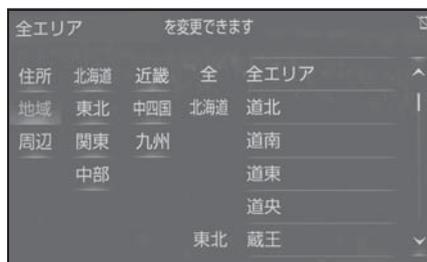 全エリア を変更できます
住所 北海道 近畿 全 全エリア
地域 東北 中四国 北海道 道北
周辺 関東 九州 道南
中部 道東
道央
東北 蔵王